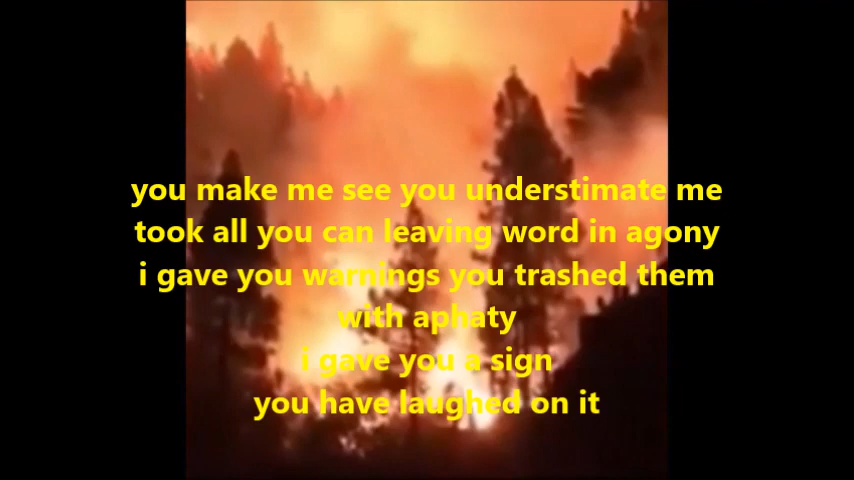 you make me see you understimate me
took all you can leaving word in agony
i gave you warnings you trashed them
with aphaty
i gave you a sign
you have laughed on it